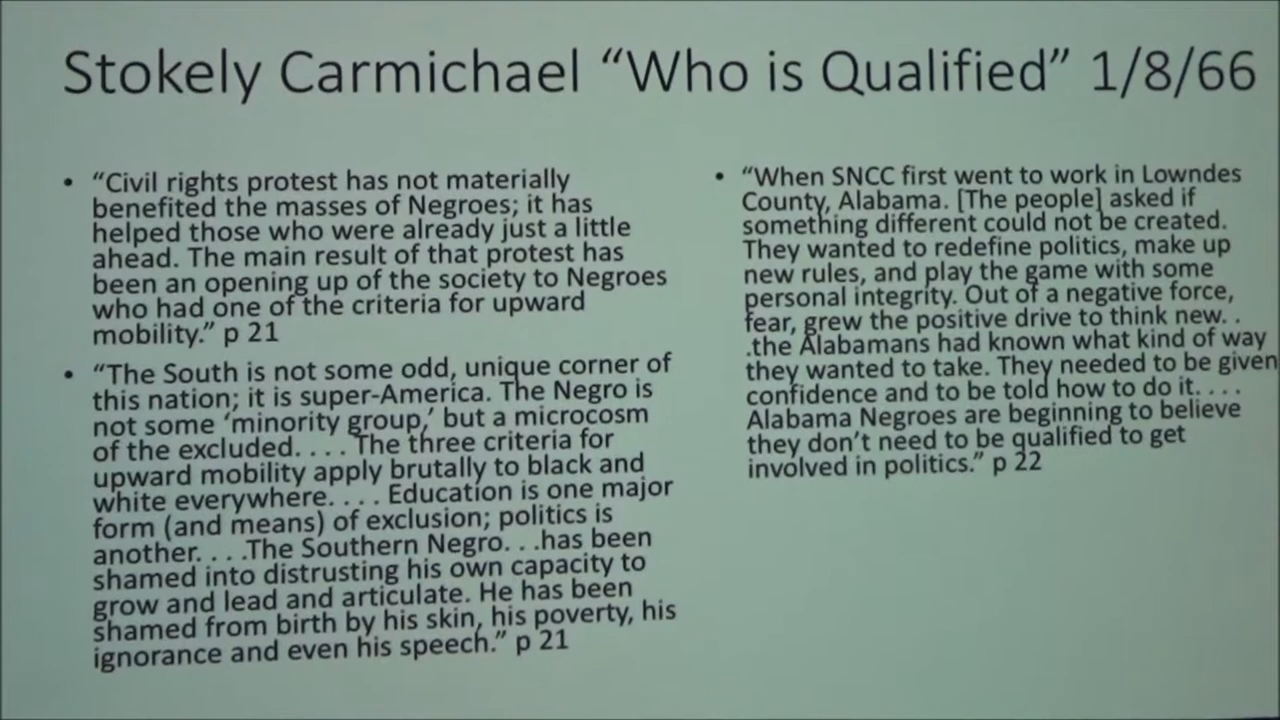 Stokely Carmichael “Who is Qualified” 1/8/66
• “Civil rights protest has not materially
benefited the masses of Negroes; it has
helped those who were already just a little
ahead. The main result of that protest has
been an opening up of the society to Negroes
who had one of the criteria for upward
mobility.” p 21
• “The South is not some odd, unique corner of
this nation; it is super-America. The Negro is
not some ‘minority group,’ but a microcosm
of the excluded. . . . The three criteria for
upward mobility apply brutally to black and
white everywhere. . . . Education is one major
form (and means) of exclusion; politics is
another. . . .The Southern Negro. . .has been
shamed into distrusting his own capacity to
grow and lead and articulate. He has been
shamed from birth by his skin, his poverty, his
ignorance and even his speech.” p 21
• “When SNCC first went to work in Lowndes
County, Alabama. [The people] asked if
something different could not be created.
They wanted to redefine politics, make up
new rules, and play the game with some
personal integrity. Out of a negative force,
fear, grew the positive drive to think new. .
.the Alabamans had known what kind of way
they wanted to take. They needed to be given
confidence and to be told how to do it. . . .
Alabama Negroes are beginning to believe
they don’t need to be qualified to get
involved in politics.” p 22